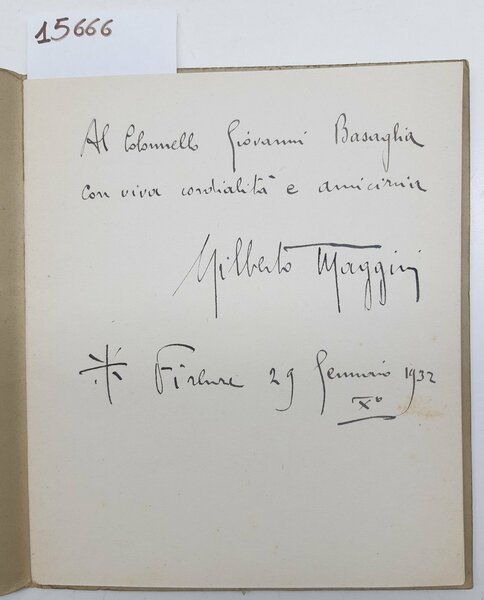 15666
Al Colonnello Giovanni Basaglia
con viva cordialità e amicizia
Gilberto Maggini
Firenze 29 Gennaio 1932
X°